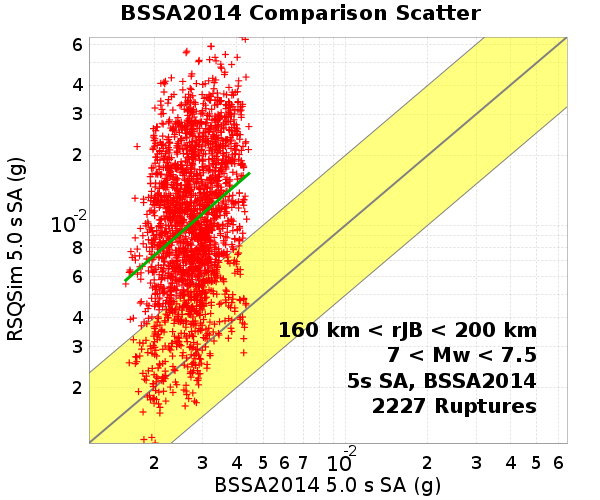 BSSA2014 Comparison Scatter
6
4
3
2
10-2
8
6
4
3
2
RSQSim 5.0 s SA (g)
160 km < rJB < 200 km
7 < Mw < 7.5
5s SA, BSSA2014
2227 Ruptures
2 3 4 5 6 7 10-2 2 3 4 5 6
BSSA2014 5.0 s SA (g)